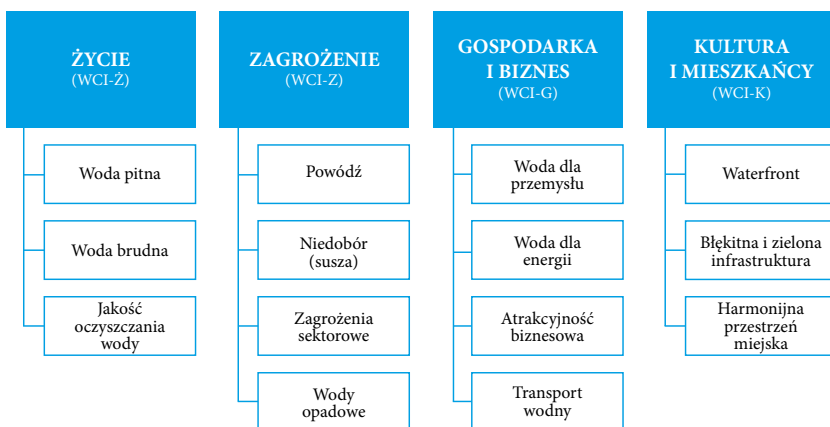 ŻYCIE
(WCI-Ż)
Woda pitna
Woda brudna
Jakość
oczyszczania
wody
ZAGROŻENIE
(WCI-Z)
Powódź
Niedobór
(susza)
Zagrożenia
sektorowe
Wody
opadowe
GOSPODARKA
I BIZNES
(WCI-G)
Woda dla
przemysłu
Woda dla
energii
Atrakcyjność
biznesowa
Transport
wodny
KULTURA
I MIESZKAŃCY
(WCI-K)
Waterfront
Błękitna i zielona
infrastruktura
Harmonijna
przestrzeń
miejska